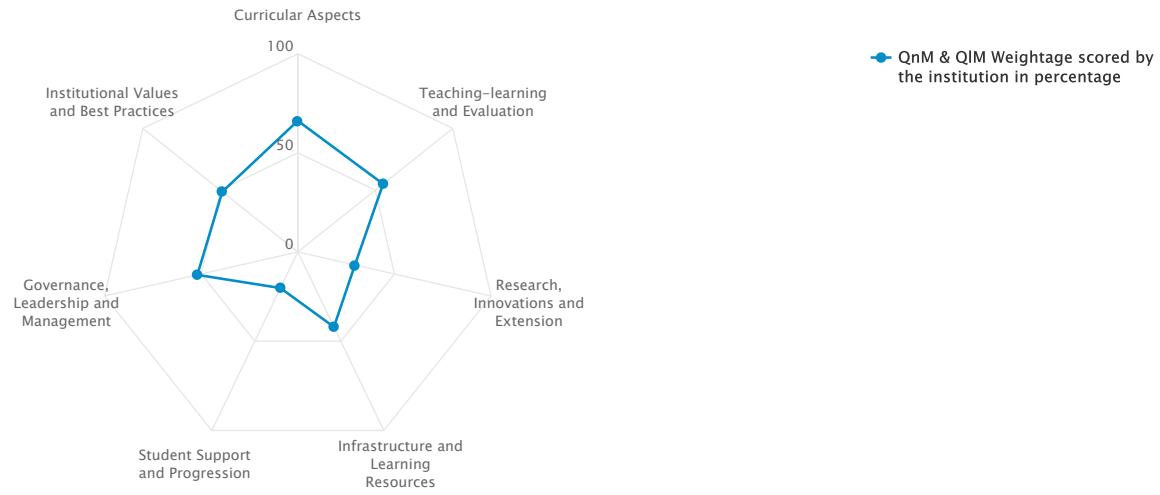 Curricular Aspects
100
50
0
Teaching-learning
and Evaluation
Research,
Innovations and
Extension
Infrastructure and
Learning
Resources
Student Support
and Progression
Governance,
Leadership and
Management
Institutional Values
and Best Practices
QnM & QlM Weightage scored by
the institution in percentage